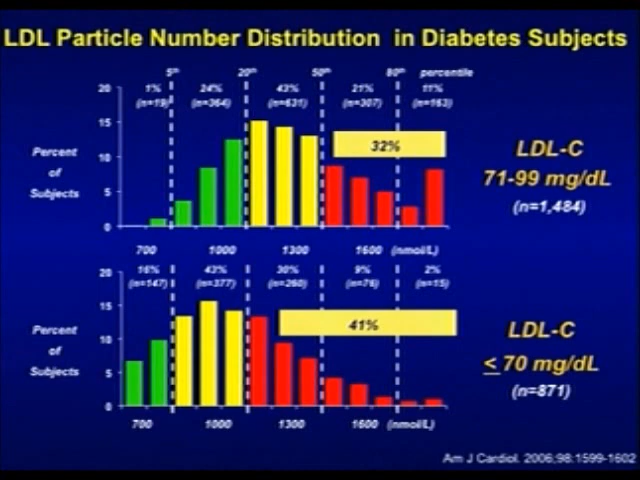 LDL Particle Number Distribution in Diabetes Subjects
5th 20th 50th 80th percentile
1% 24% 43% 21% 11%
(n=19) (n=364) (n=631) (n=307) (n=163)
20
15
10
5
0
Percent
of
Subjects
32%
LDL-C
71-99 mg/dL
(n=1,484)
700 1000 1300 1600 (nmol/L)
16% 43% 30% 9% 2%
(n=147) (n=377) (n=260) (n=76) (n=15)
20
15
10
5
0
Percent
of
Subjects
41%
LDL-C
≤ 70 mg/dL
(n=871)
700 1000 1300 1600 (nmol/L)
Am J Cardiol. 2006;98:1599-1602